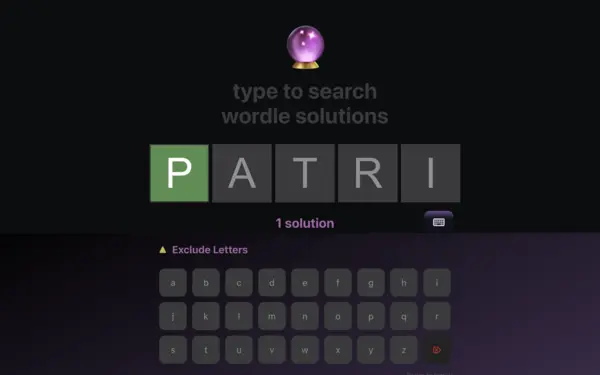 type to search
wordle solutions
P A T R I
1 solution
Exclude Letters
a b c d e f g h i
j k l m n o p q r
s t u v w x y z